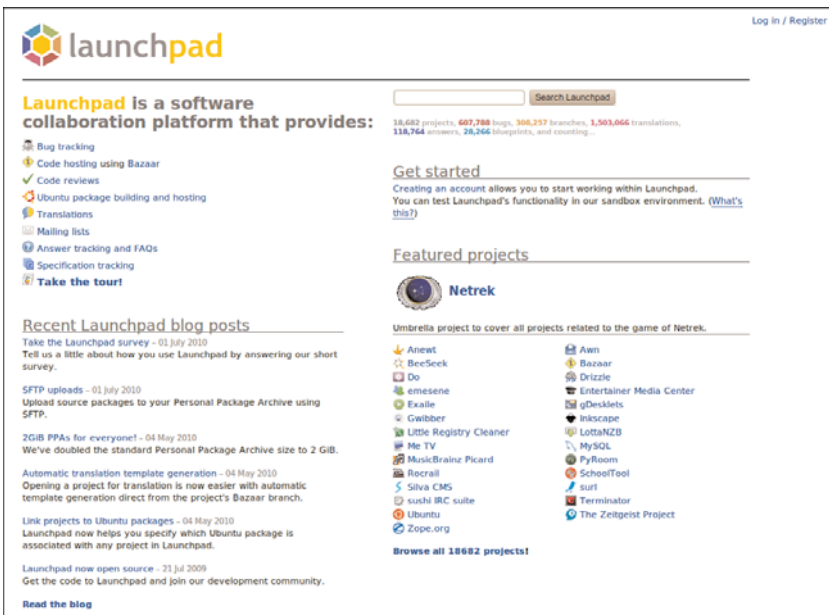 Log in / Register
launchpad
Launchpad is a software
collaboration platform that provides:
Bug tracking
Code hosting using Bazaar
Code reviews
Ubuntu package building and hosting
Translations
Mailing lists
Answer tracking and FAQs
Specification tracking
Take the tour!
Recent Launchpad blog posts
Take the Launchpad survey – 01 July 2010
Tell us a little about how you use Launchpad by answering our short
survey.
SFTP uploads – 01 July 2010
Upload source packages to your Personal Package Archive using
SFTP.
2GiB PPAs for everyone! – 04 May 2010
We've doubled the standard Personal Package Archive size to 2 GiB.
Automatic translation template generation – 04 May 2010
Opening a project for translation is now easier with automatic
template generation direct from the project's Bazaar branch.
Link projects to Ubuntu packages – 04 May 2010
Launchpad now helps you specify which Ubuntu package is
associated with any project in Launchpad.
Launchpad now open source – 21 Jul 2009
Get the code to Launchpad and join our development community.
Read the blog
Search Launchpad
18,682 projects, 607,788 bugs, 308,257 branches, 1,503,066 translations,
118,764 answers, 28,266 blueprints, and counting...
Get started
Creating an account allows you to start working within Launchpad.
You can test Launchpad's functionality in our sandbox environment. (What's
this?)
Featured projects
Netrek
Umbrella project to cover all projects related to the game of Netrek.
Anewt
BeeSeek
Do
emesene
Exaile
Gwibber
Little Registry Cleaner
Me TV
MusicBrainz Picard
Rocrail
Silva CMS
sushi IRC suite
Ubuntu
Zope.org
Awn
Bazaar
Drizzle
Entertainer Media Center
gDesklets
Inkscape
LottaNZB
MySQL
PyRoom
SchoolTool
surl
Terminator
The Zeitgeist Project
Browse all 18682 projects!